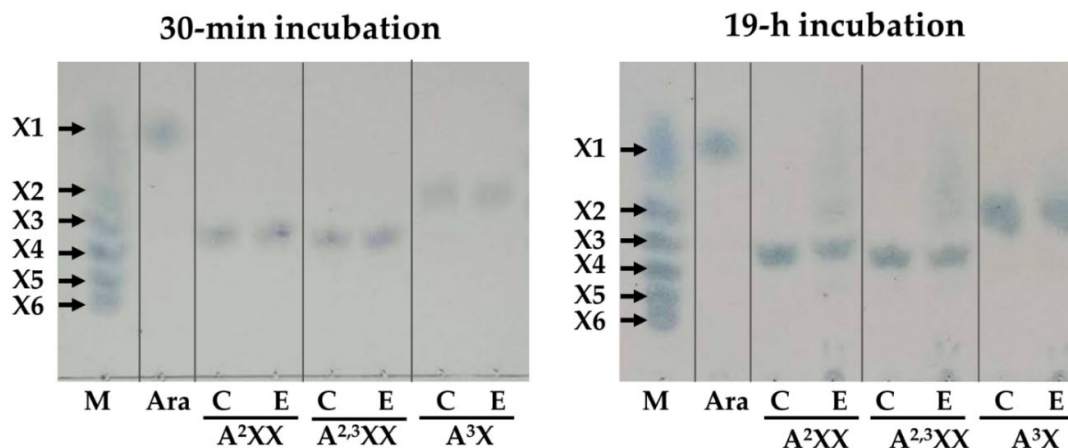 30-min incubation
X1
X2
X3
X4
X5
X6
M Ara C E C E C E
A²XX A²,³XX A³X
19-h incubation
X1
X2
X3
X4
X5
X6
M Ara C E C E C E
A²XX A²,³XX A³X